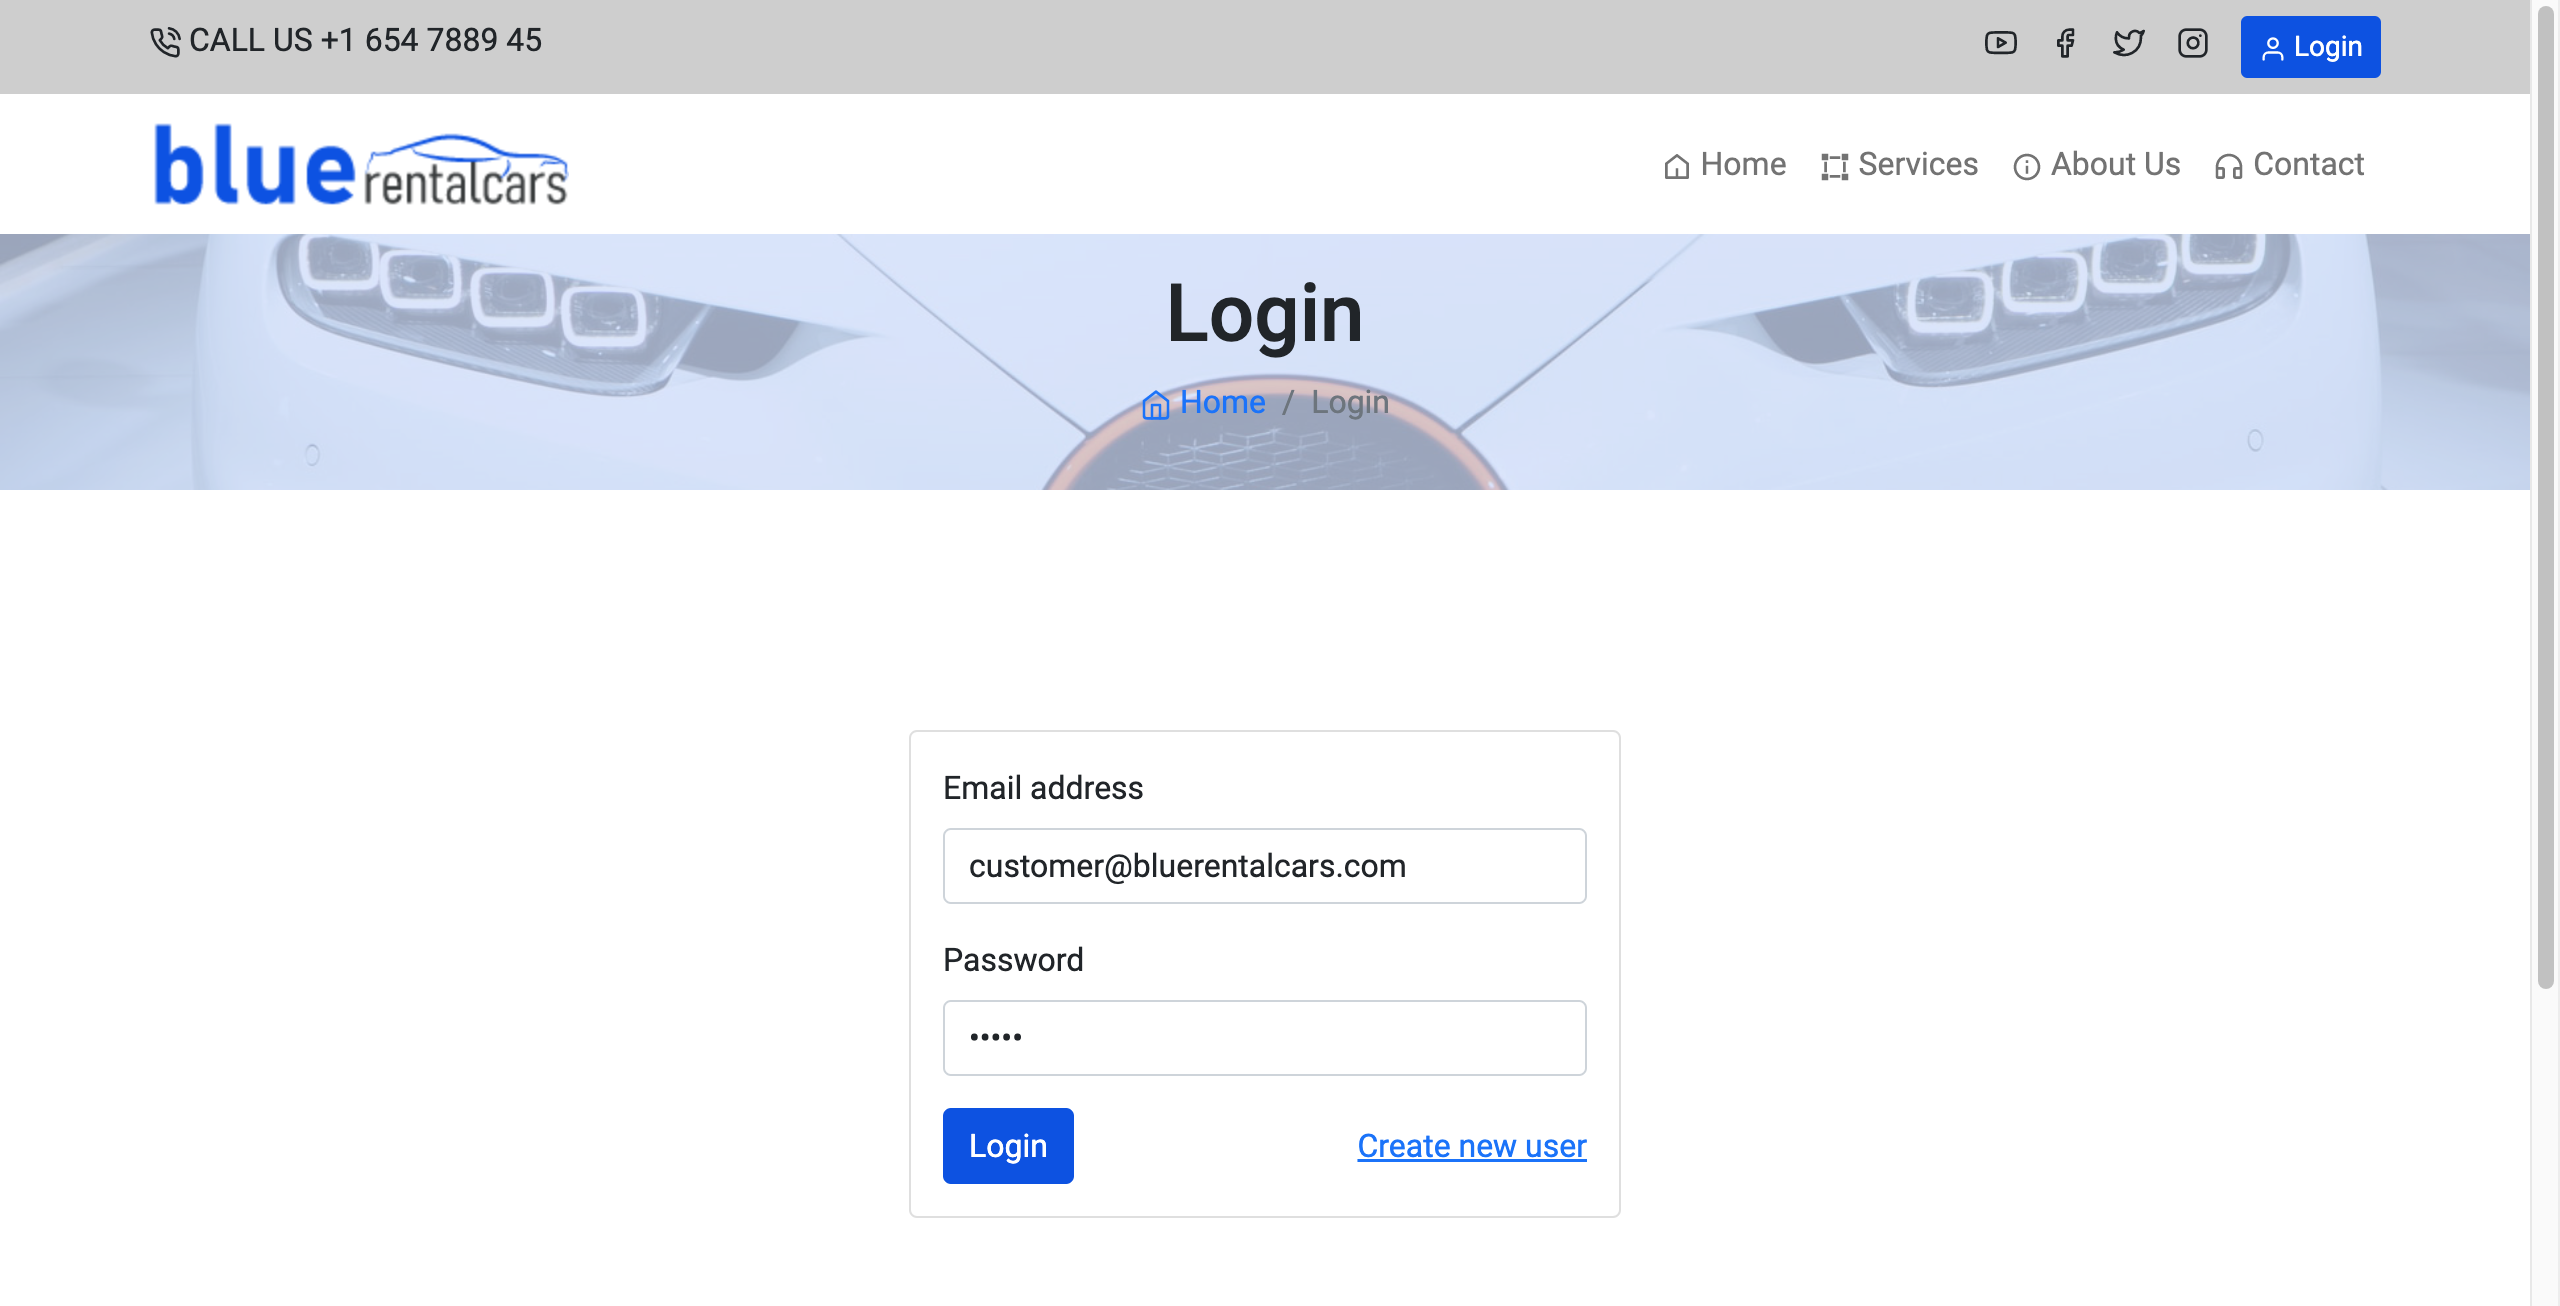 CALL US +1 654 7889 45
Login
blue rentalcars
Home Services About Us Contact
Login
Home / Login
Email address
customer@bluerentalcars.com
Password
•••••
Login Create new user